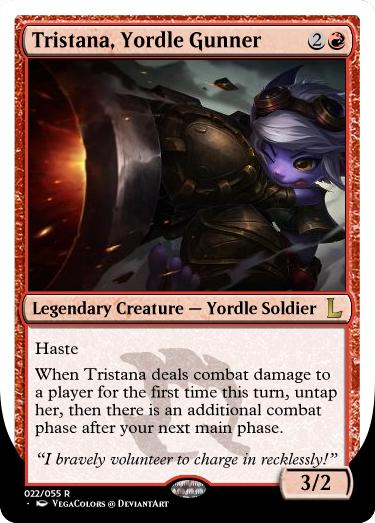 Tristana, Yordle Gunner 2
Legendary Creature — Yordle Soldier L
Haste
When Tristana deals combat damage to
a player for the first time this turn, untap
her, then there is an additional combat
phase after your next main phase.
“I bravely volunteer to charge in recklessly!”
3/2
022/055 R
· VegaColors @ DeviantArt